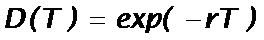 D(T) = exp( -rT )